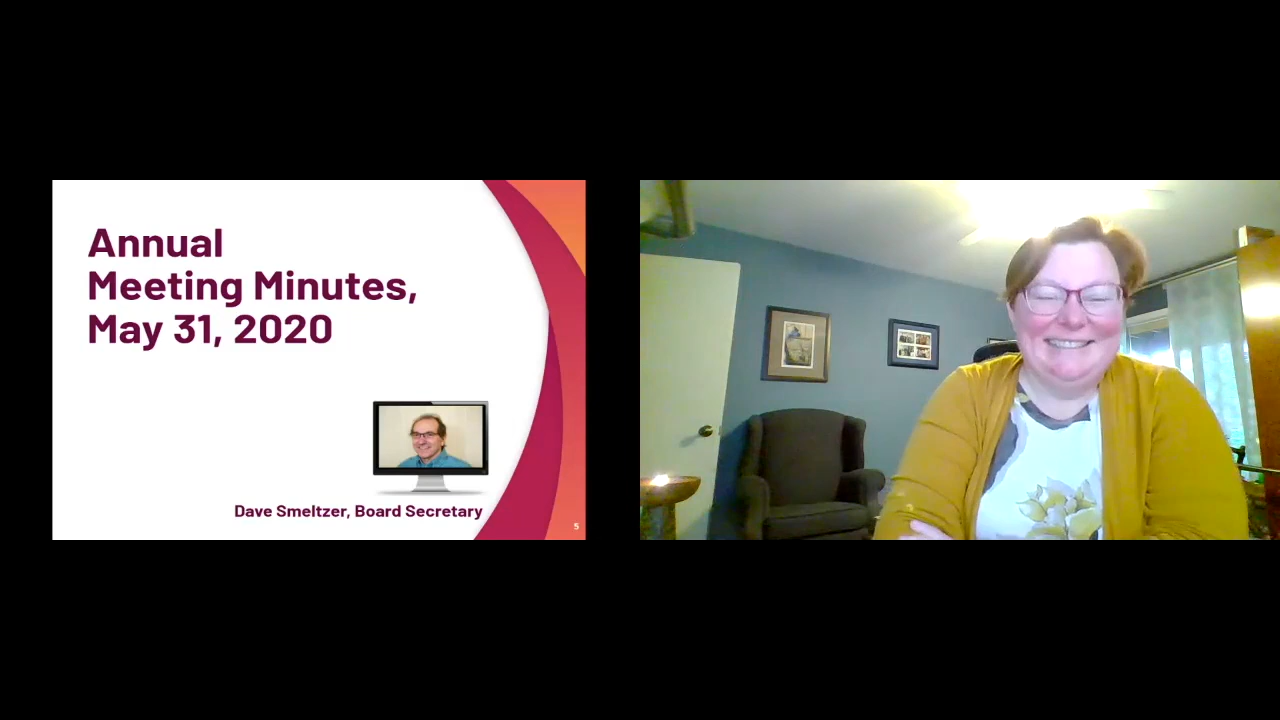 Annual
Meeting Minutes,
May 31, 2020
Dave Smeltzer, Board Secretary
5